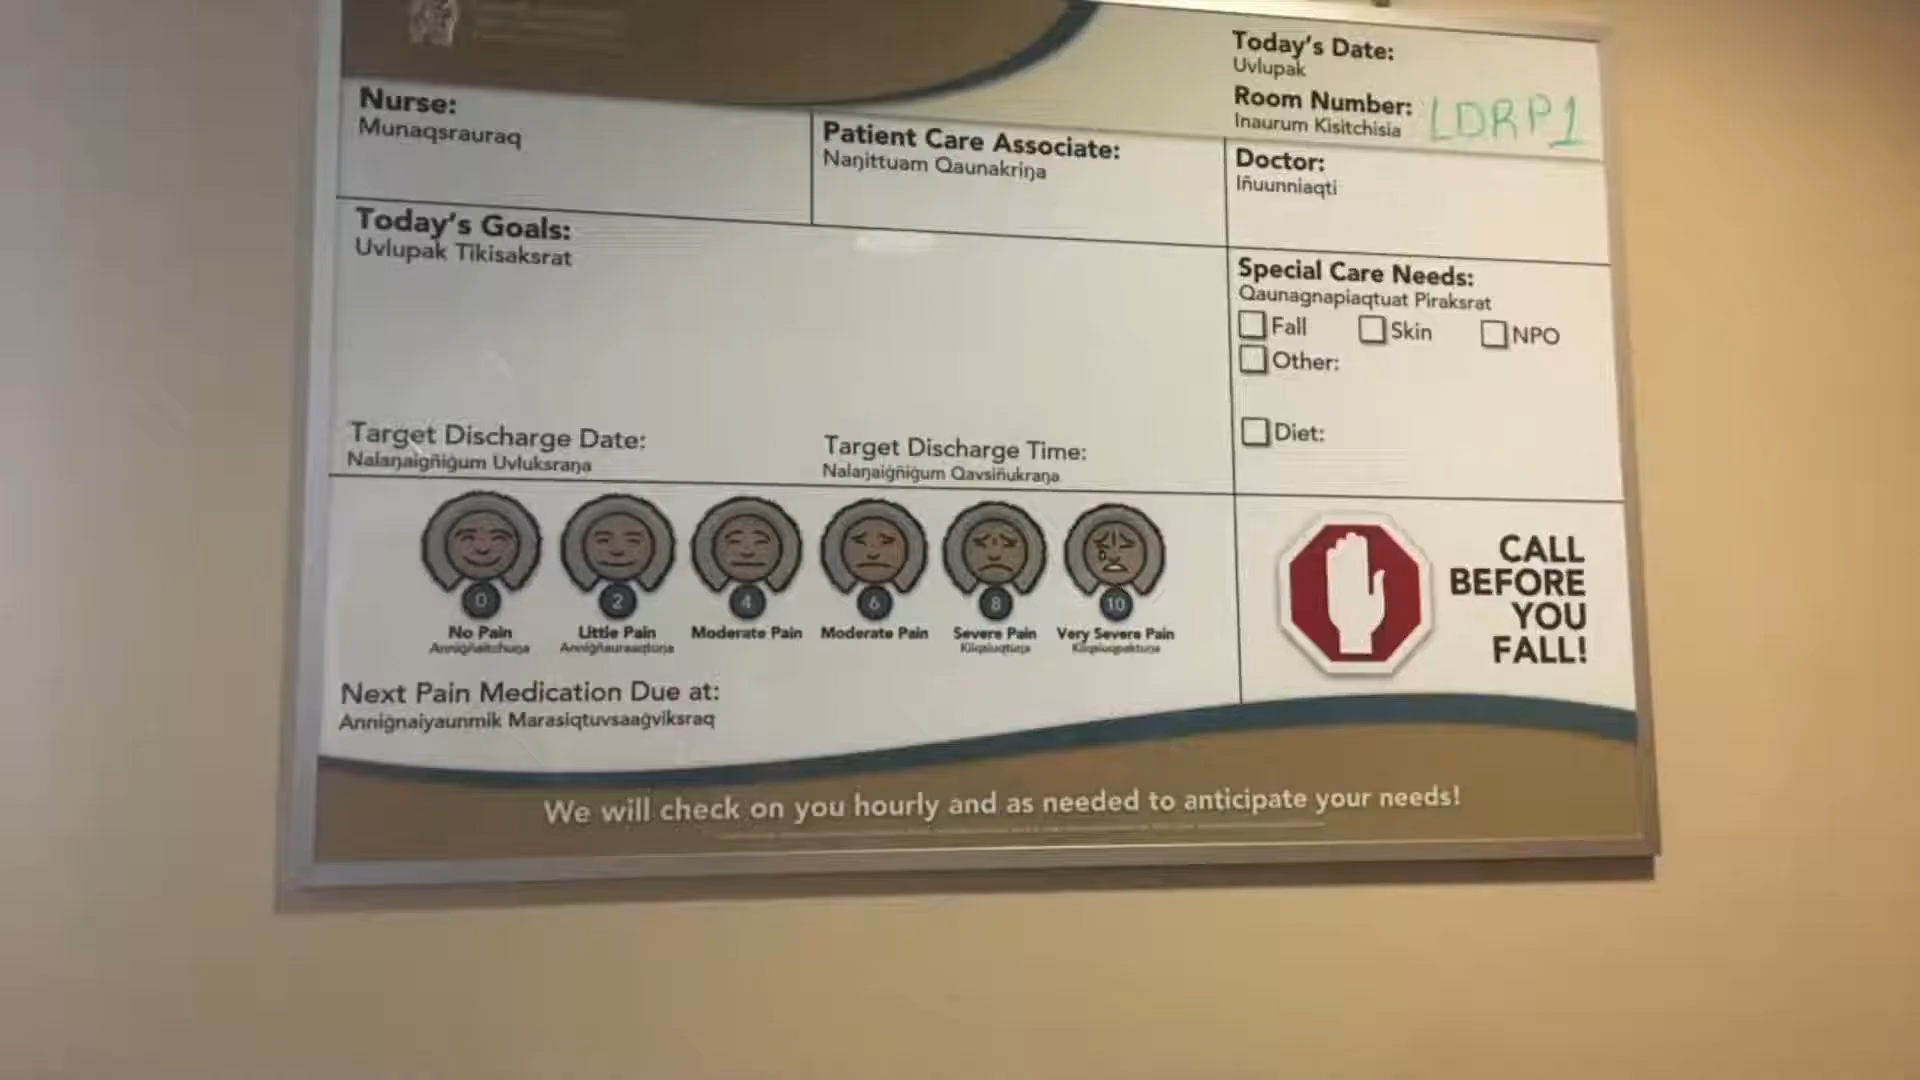 Today's Date:
Uvlupak
Room Number: LDRP1
Inaurum Kisitchisia
Nurse:
Munaqsrauraq
Patient Care Associate:
Naŋittuam Qaunakriŋa
Doctor:
Iñuunniaqti
Today's Goals:
Uvlupak Tikisaksrat
Special Care Needs:
Qaunagnapiaqtuat Piraksrat
Fall Skin NPO
Other:
Diet:
Target Discharge Date:
Nalaŋaigñiġum Uvluksraŋa
Target Discharge Time:
Nalaŋaiġñiġum Qavsiñukraŋa
0 2 4 6 8 10
No Pain Little Pain Moderate Pain Moderate Pain Severe Pain Very Severe Pain
CALL
BEFORE
YOU
FALL!
Next Pain Medication Due at:
Anniġnaiyaunmik Marasiqtuvsaaġviksraq
We will check on you hourly and as needed to anticipate your needs!